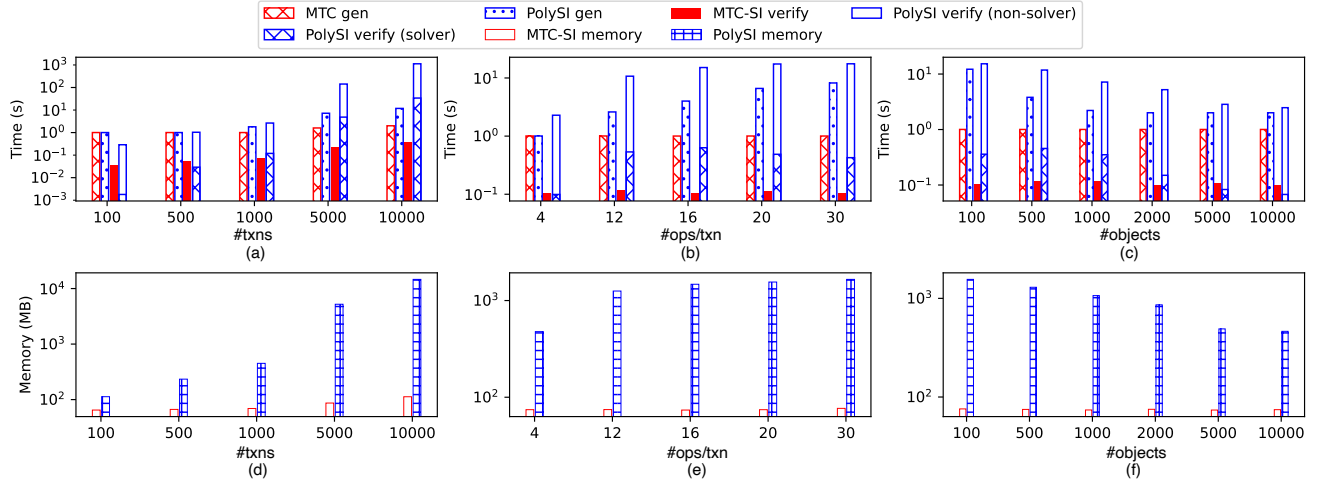 MTC gen PolySI gen MTC-SI verify PolySI verify (non-solver)
PolySI verify (solver) MTC-SI memory PolySI memory
Time (s)
10³
10²
10¹
10⁰
10⁻¹
10⁻²
10⁻³
100 500 1000 5000 10000
#txns
(a)
Time (s)
10¹
10⁰
10⁻¹
4 12 16 20 30
#ops/txn
(b)
Time (s)
10¹
10⁰
10⁻¹
100 500 1000 2000 5000 10000
#objects
(c)
Memory (MB)
10⁴
10³
10²
100 500 1000 5000 10000
#txns
(d)
10³
10²
4 12 16 20 30
#ops/txn
(e)
10³
10²
100 500 1000 2000 5000 10000
#objects
(f)